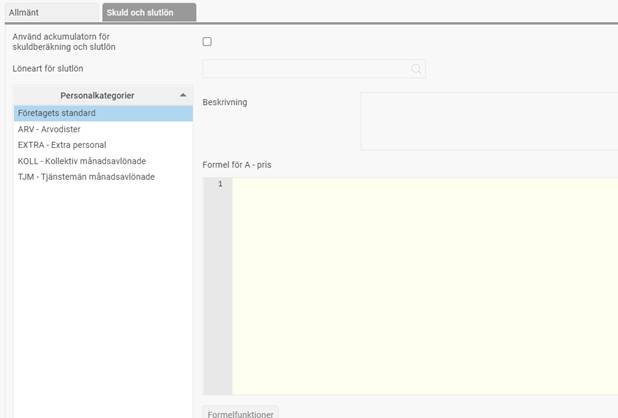 Allmänt
Skuld och slutlön
Använd ackumulatorn för
skuldberäkning och slutlön
Löneart för slutlön
Personalkategorier
Företagets standard
ARV - Arvodister
EXTRA - Extra personal
KOLL - Kollektiv månadsavlönade
TJM - Tjänstemän månadsavlönade
Beskrivning
Formel för A - pris
1
Formelfunktioner